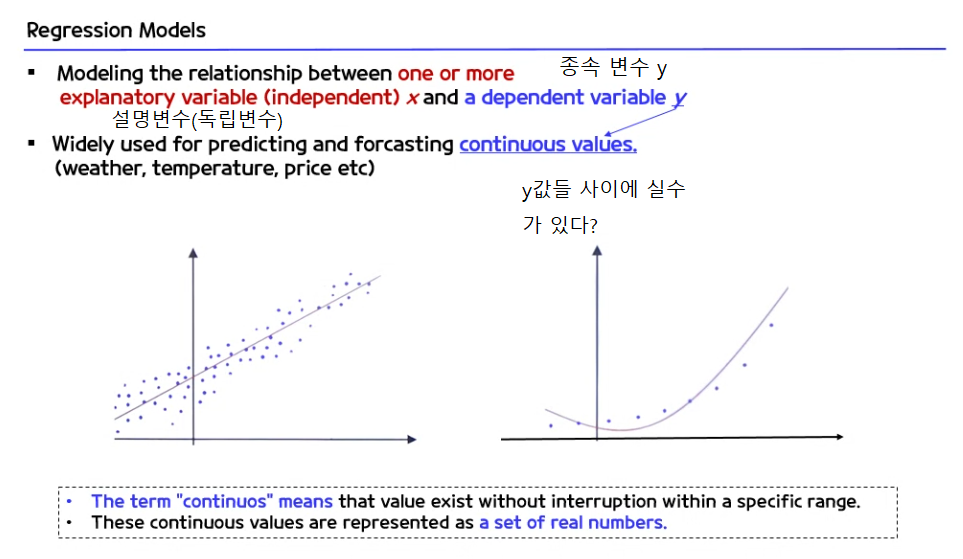 Regression Models
▪ Modeling the relationship between one or more
종속 변수 y
explanatory variable (independent) x and a dependent variable y
설명변수(독립변수)
▪ Widely used for predicting and forcasting continuous values.
(weather, temperature, price etc)
y값들 사이에 실수
가 있다?
• The term "continuos" means that value exist without interruption within a specific range.
• These continuous values are represented as a set of real numbers.